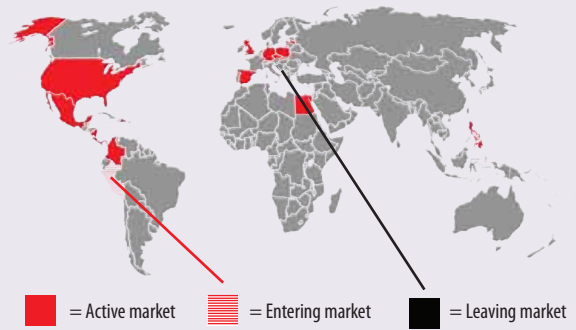 = Active market
= Entering market
= Leaving market